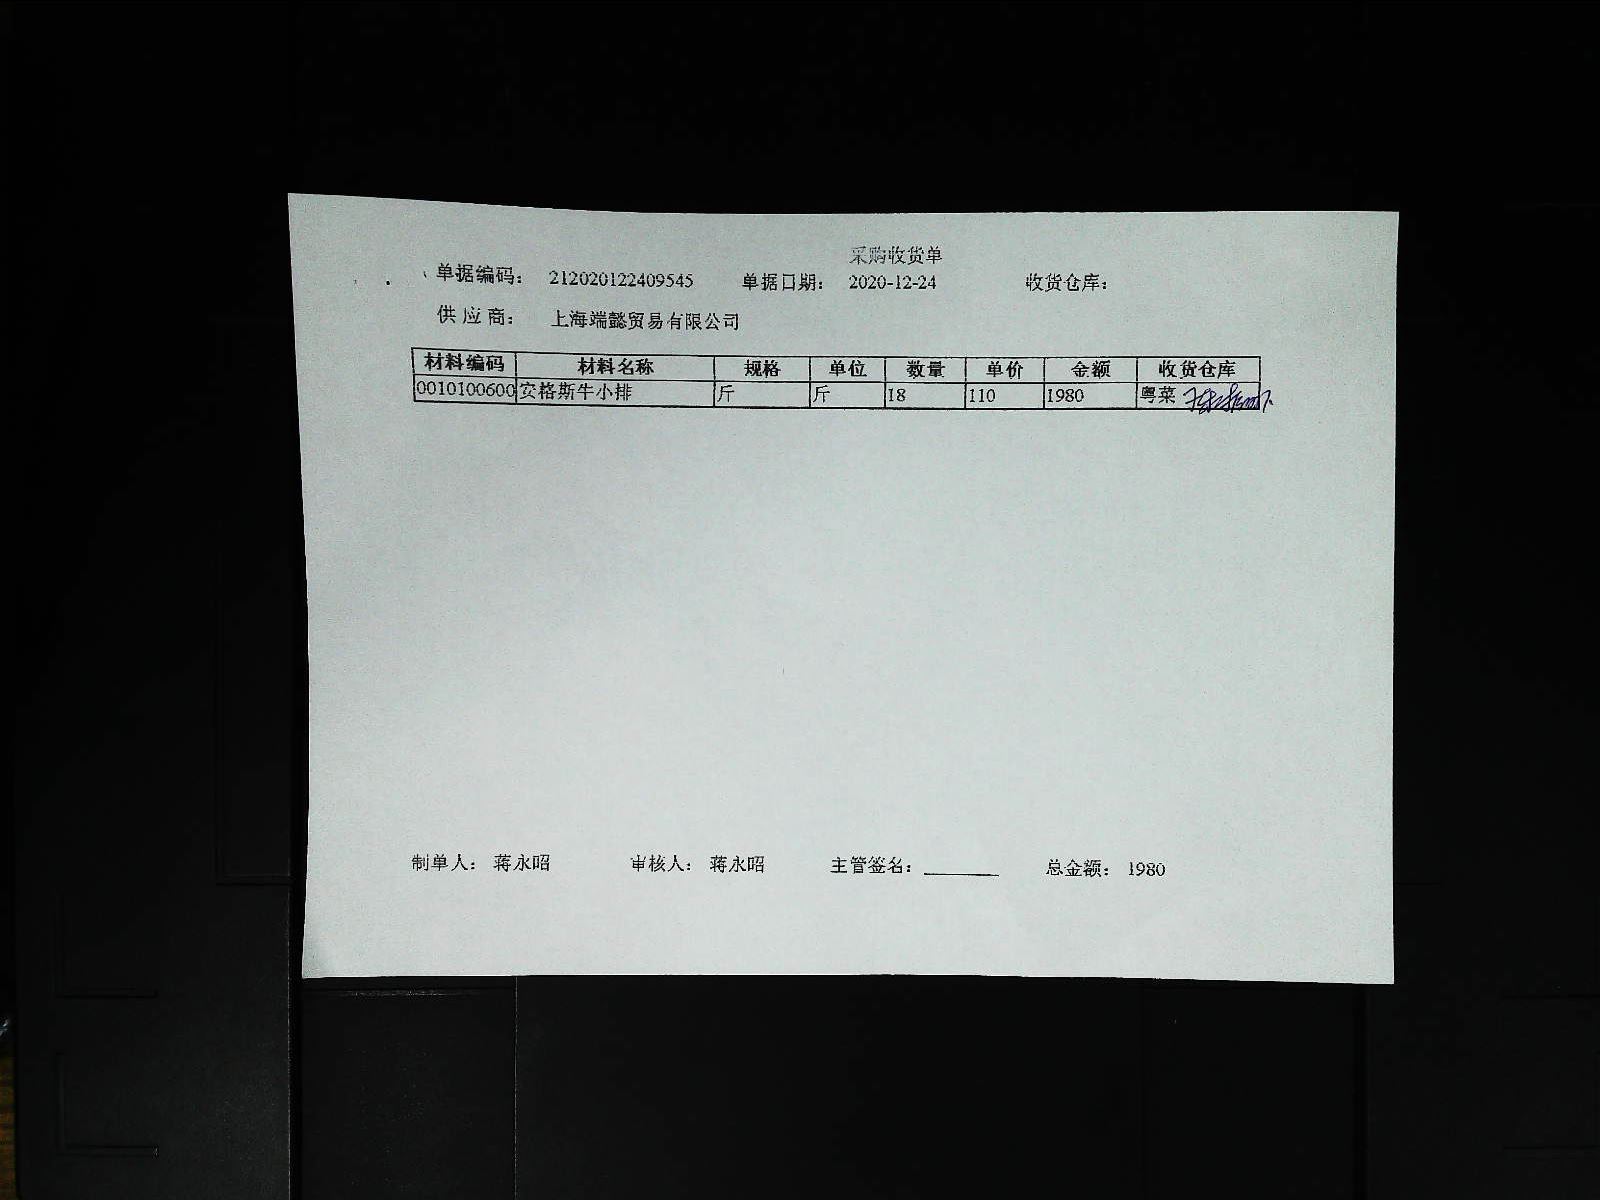 采购收货单
单据编码： 212020122409545 单据日期： 2020-12-24 收货仓库：
供应商： 上海端懿贸易有限公司
材料编码 材料名称 规格 单位 数量 单价 金额 收货仓库
0010100600 安格斯牛小排 斤 斤 18 110 1980 粤菜
制单人： 蒋永昭 审核人： 蒋永昭 主管签名： 总金额： 1980